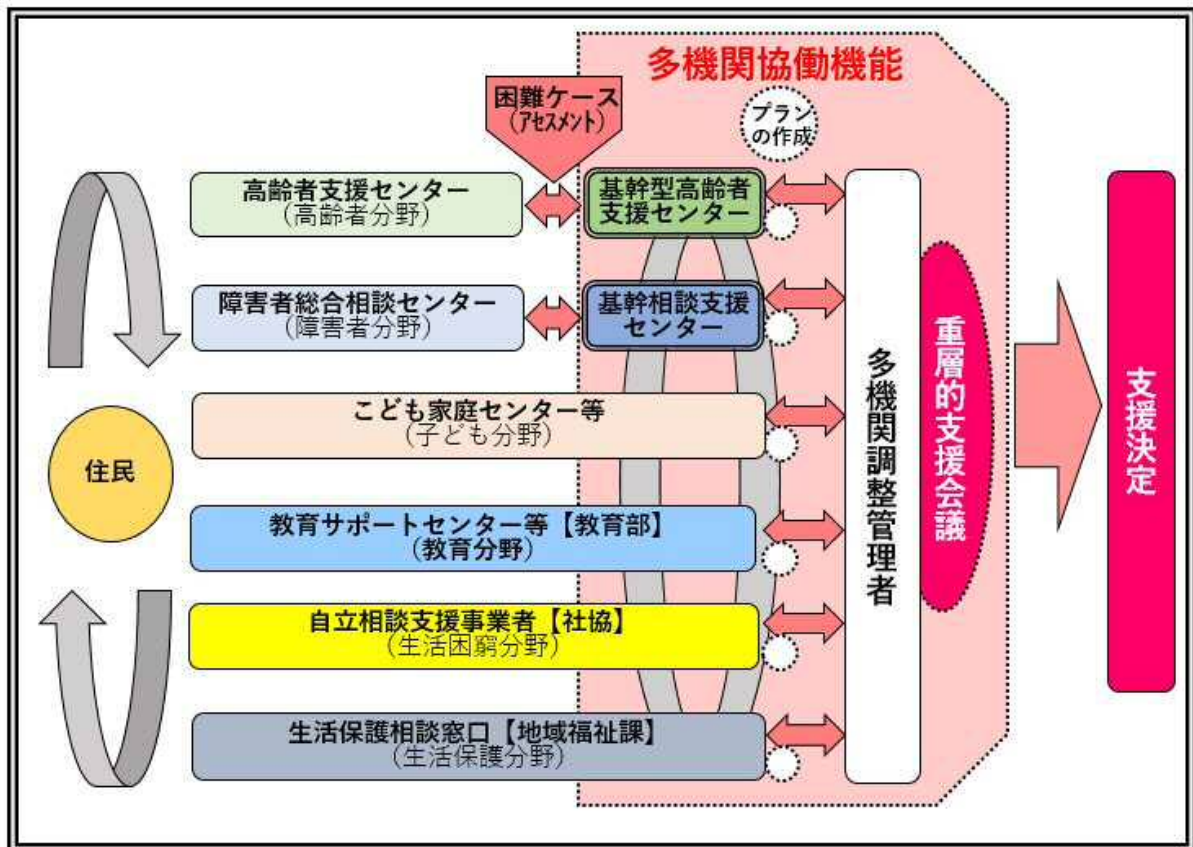 多機関協働機能
困難ケース
（アセスメント）
プラン
の作成
高齢者支援センター
（高齢者分野）
基幹型高齢者
支援センター
障害者総合相談センター
（障害者分野）
基幹相談支援
センター
こども家庭センター等
（子ども分野）
住民
教育サポートセンター等【教育部】
（教育分野）
自立相談支援事業者【社協】
（生活困窮分野）
生活保護相談窓口【地域福祉課】
（生活保護分野）
多機関調整管理者
重層的支援会議
支援決定